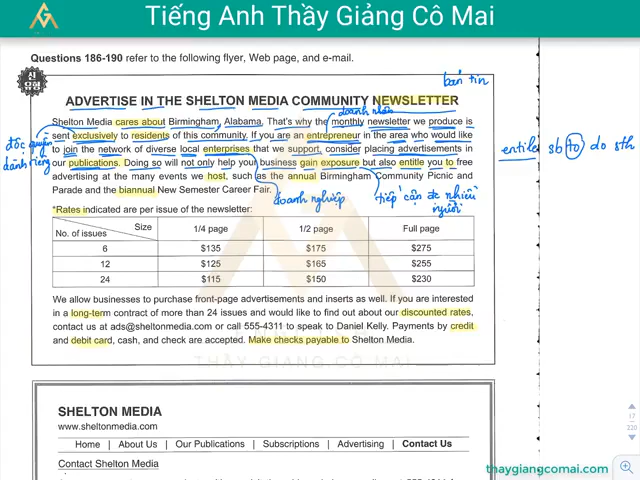 Tiếng Anh Thầy Giảng Cô Mai
Questions 186-190 refer to the following flyer, Web page, and e-mail.
bản tin
ADVERTISE IN THE SHELTON MEDIA COMMUNITY NEWSLETTER
doanh nhân
Shelton Media cares about Birmingham, Alabama. That's why the monthly newsletter we produce is
sent exclusively to residents of this community. If you are an entrepreneur in the area who would like
to join the network of diverse local enterprises that we support, consider placing advertisements in
our publications. Doing so will not only help your business gain exposure but also entitle you to free
advertising at the many events we host, such as the annual Birmingham Community Picnic and
Parade and the biannual New Semester Career Fair.
độc quyền
dành riêng
entile sb to do sth
doanh nghiệp
tiếp cận đc nhiều
người
*Rates indicated are per issue of the newsletter:
Size
No. of issues
1/4 page 1/2 page Full page
6 $135 $175 $275
12 $125 $165 $255
24 $115 $150 $230
We allow businesses to purchase front-page advertisements and inserts as well. If you are interested
in a long-term contract of more than 24 issues and would like to find out about our discounted rates,
contact us at ads@sheltonmedia.com or call 555-4311 to speak to Daniel Kelly. Payments by credit
and debit card, cash, and check are accepted. Make checks payable to Shelton Media.
THẦY GIẢNG CÔ MAI
SHELTON MEDIA
www.sheltonmedia.com
Home | About Us | Our Publications | Subscriptions | Advertising | Contact Us
Contact Shelton Media
17
220
thaygiangcomai.com